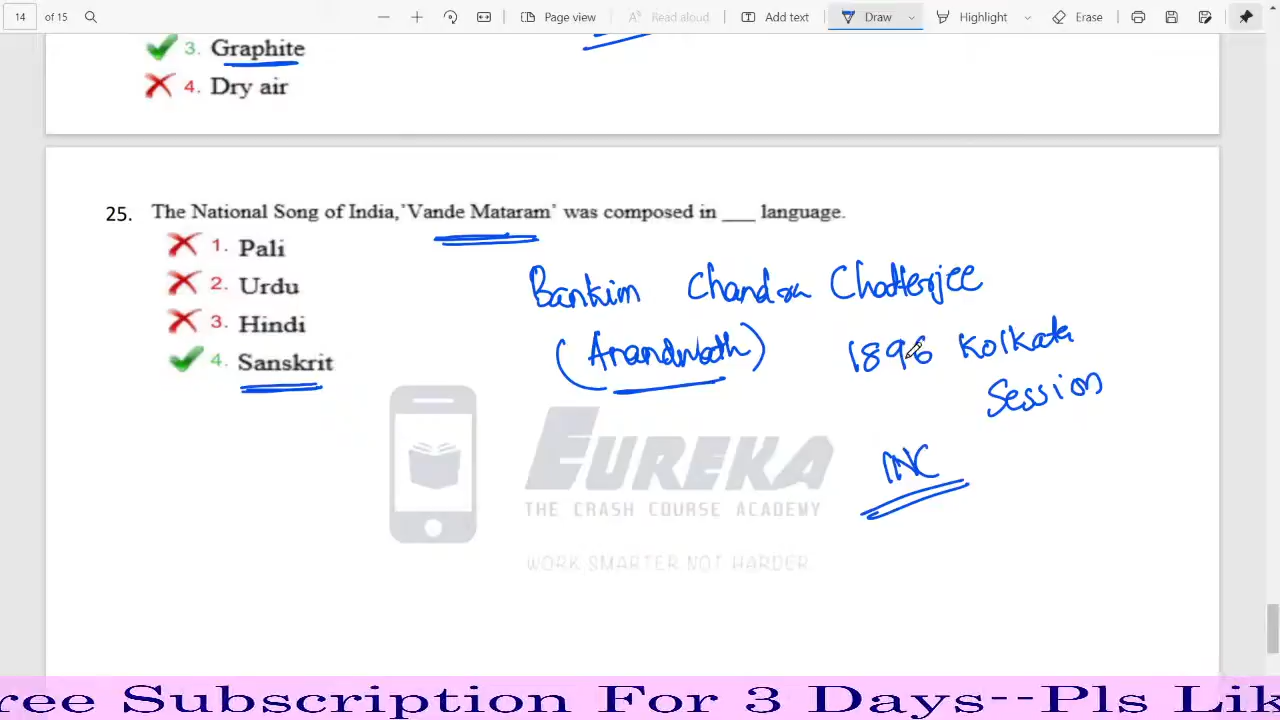 14 of 15 Page view Read aloud Add text Draw Highlight Erase
3. Graphite
4. Dry air
25. The National Song of India,'Vande Mataram' was composed in ___ language.
1. Pali
2. Urdu
3. Hindi
4. Sanskrit
Bankim Chandra Chatterjee
(Anandmath) 1896 Kolkata
Session
INC
EUREKA
THE CRASH COURSE ACADEMY
WORK SMARTER NOT HARDER
ree Subscription For 3 Days--Pls Lik